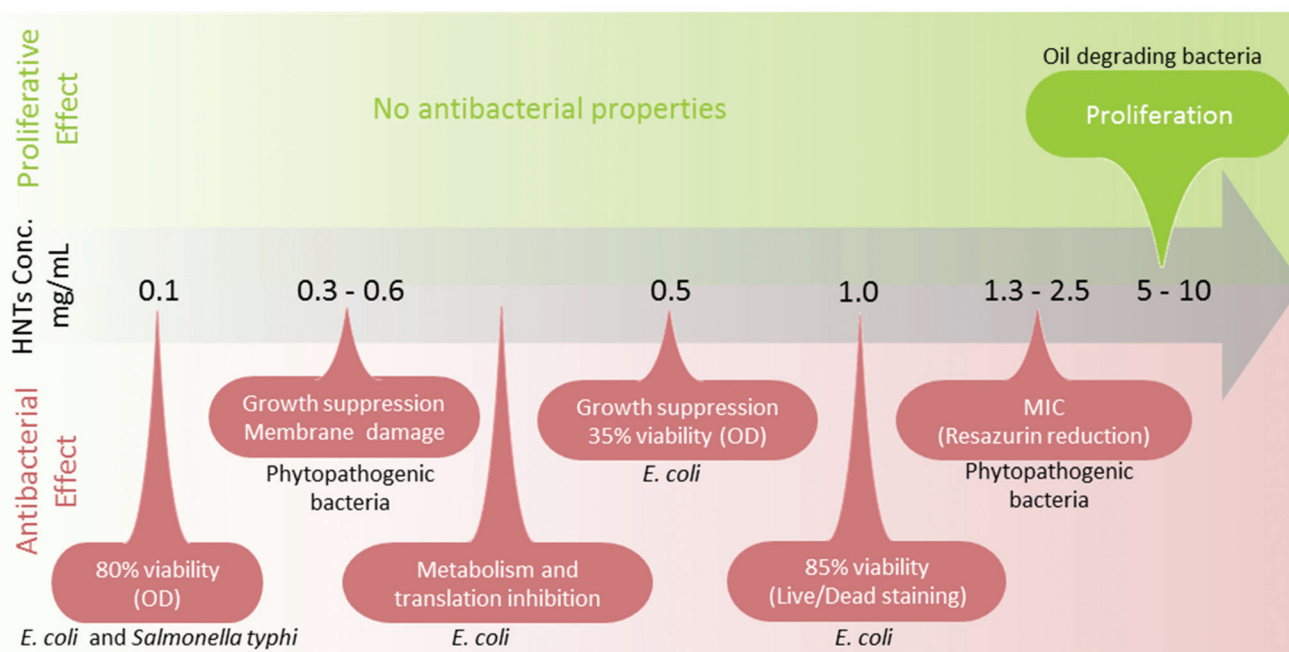 Proliferative
Effect
No antibacterial properties
Oil degrading bacteria
Proliferation
HNTs Conc.
mg/mL
0.1
0.3 - 0.6
0.5
1.0
1.3 - 2.5
5 - 10
Antibacterial
Effect
Growth suppression
Membrane damage
Phytopathogenic
bacteria
Growth suppression
35% viability (OD)
E. coli
MIC
(Resazurin reduction)
Phytopathogenic
bacteria
80% viability
(OD)
E. coli and Salmonella typhi
Metabolism and
translation inhibition
E. coli
85% viability
(Live/Dead staining)
E. coli